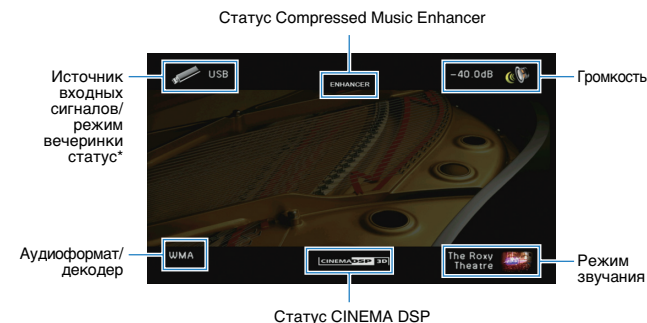 Статус Compressed Music Enhancer
Источник
входных
сигналов/
режим
вечеринки
статус*
USB
ENHANCER
-40.0dB
Громкость
Аудиоформат/
декодер
WMA
CINEMA DSP 3D
The Roxy
Theatre
Режим
звучания
Статус CINEMA DSP